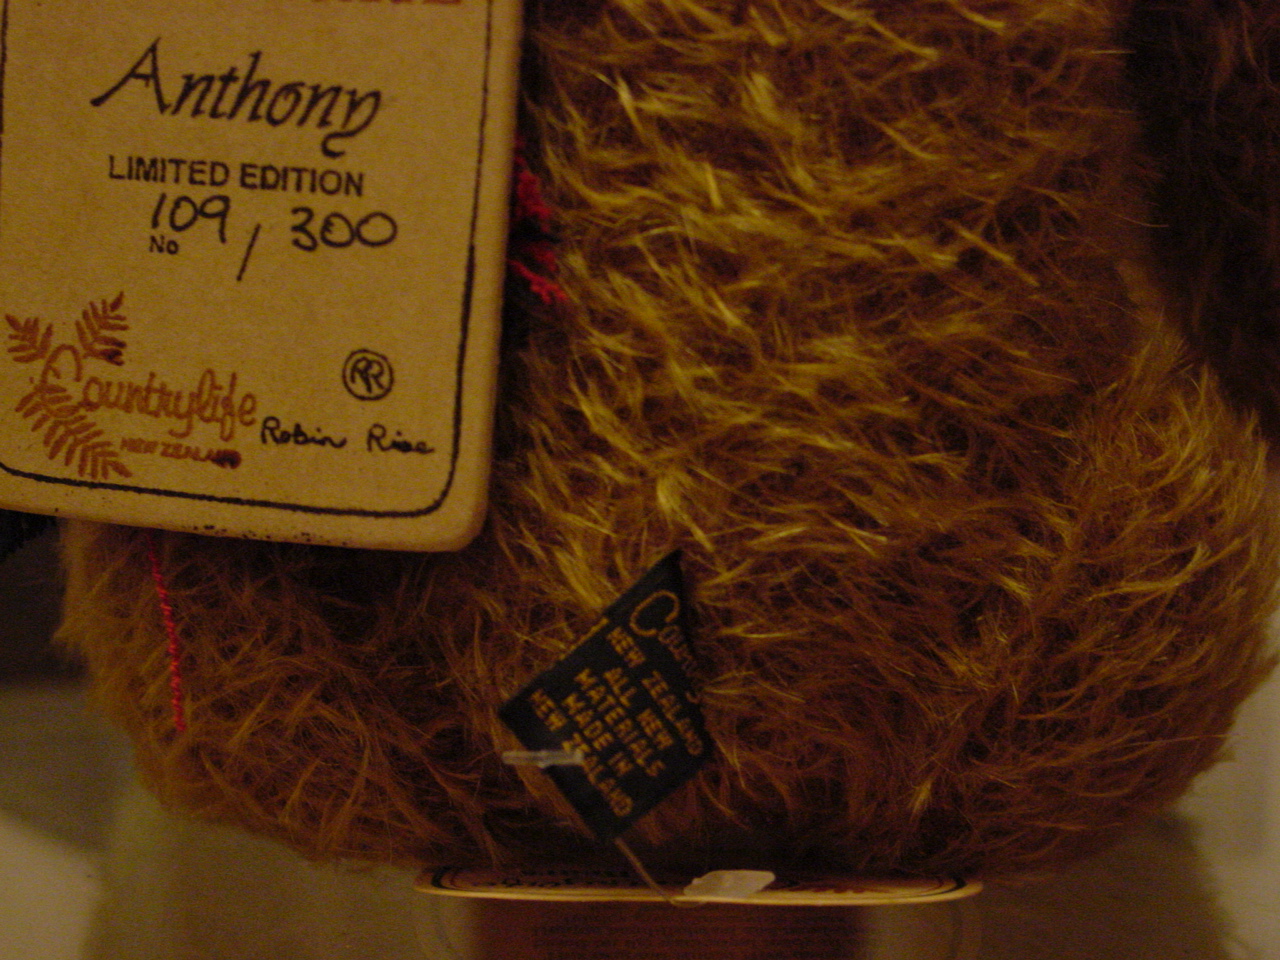 Anthony
LIMITED EDITION
109 / 300
No
Countrylife
NEW ZEALAND
Robin Rive
RR
NEW ZEALAND
ALL NEW
MATERIALS
MADE IN
NEW ZEALAND